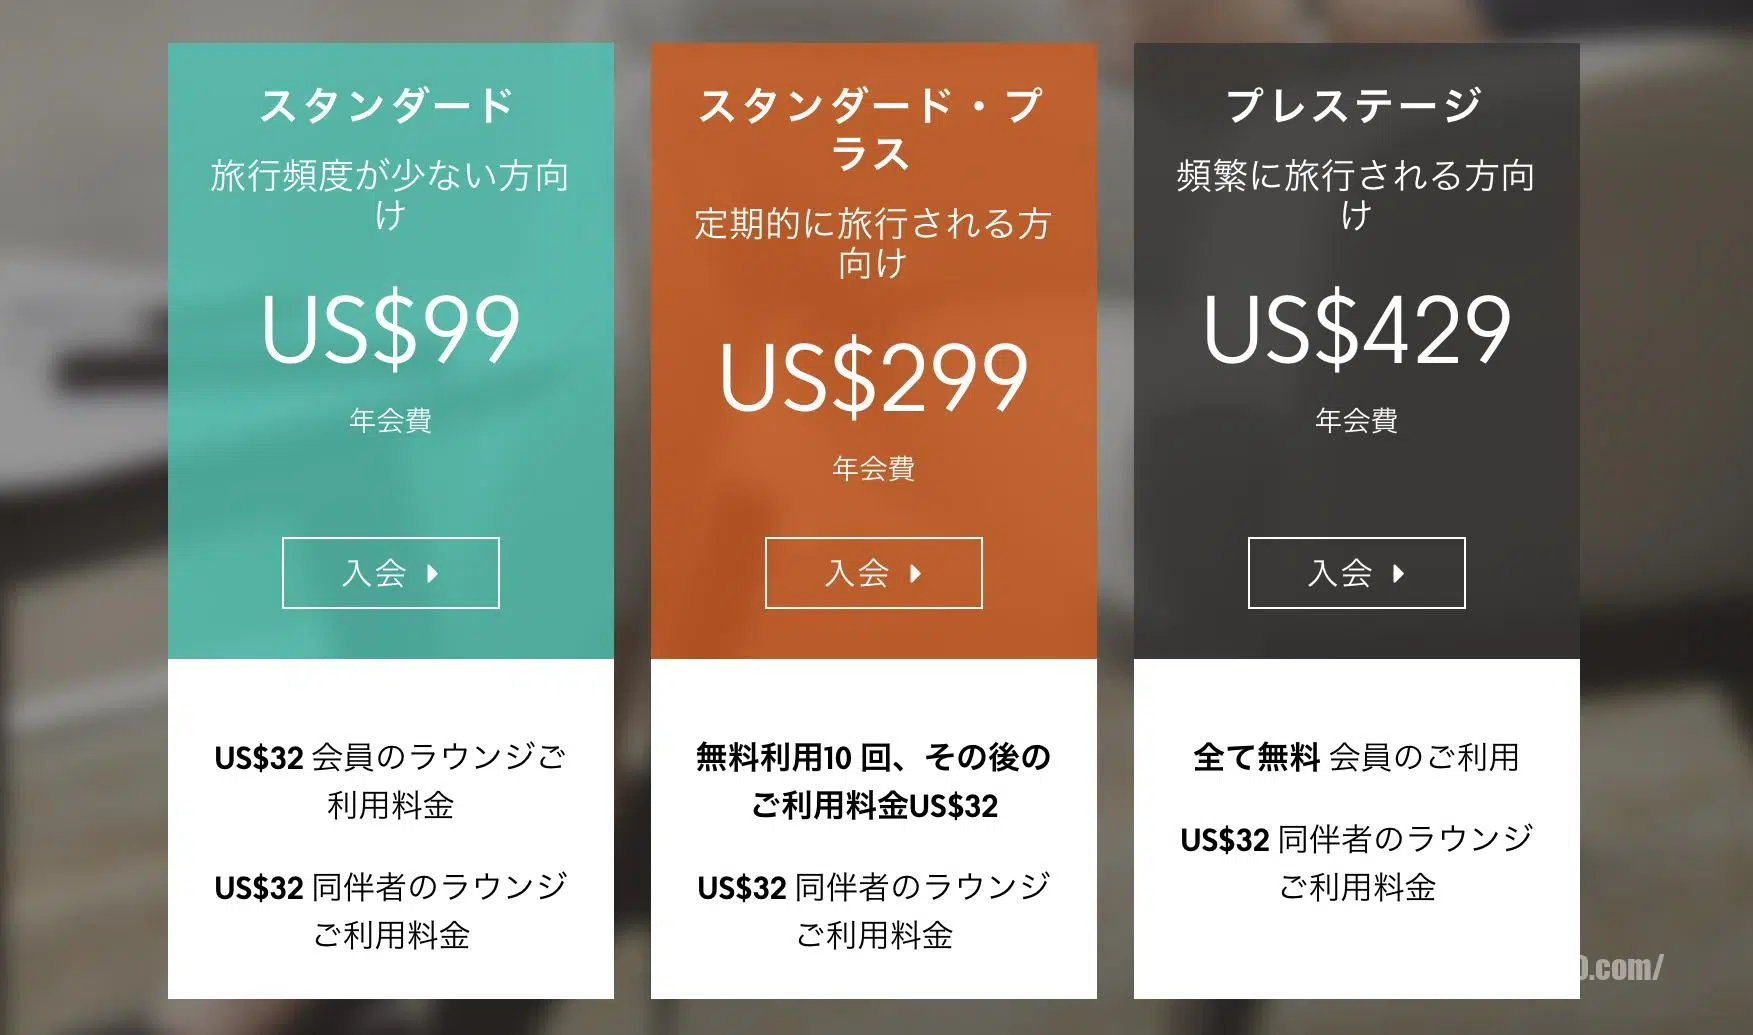 スタンダード
旅行頻度が少ない方向
け
US$99
年会費
入会
US$32 会員のラウンジご
利用料金
US$32 同伴者のラウンジ
ご利用料金
スタンダード・プ
ラス
定期的に旅行される方
向け
US$299
年会費
入会
無料利用10 回、その後の
ご利用料金US$32
US$32 同伴者のラウンジ
ご利用料金
プレステージ
頻繁に旅行される方向
け
US$429
年会費
入会
全て無料 会員のご利用
US$32 同伴者のラウンジ
ご利用料金
.com/